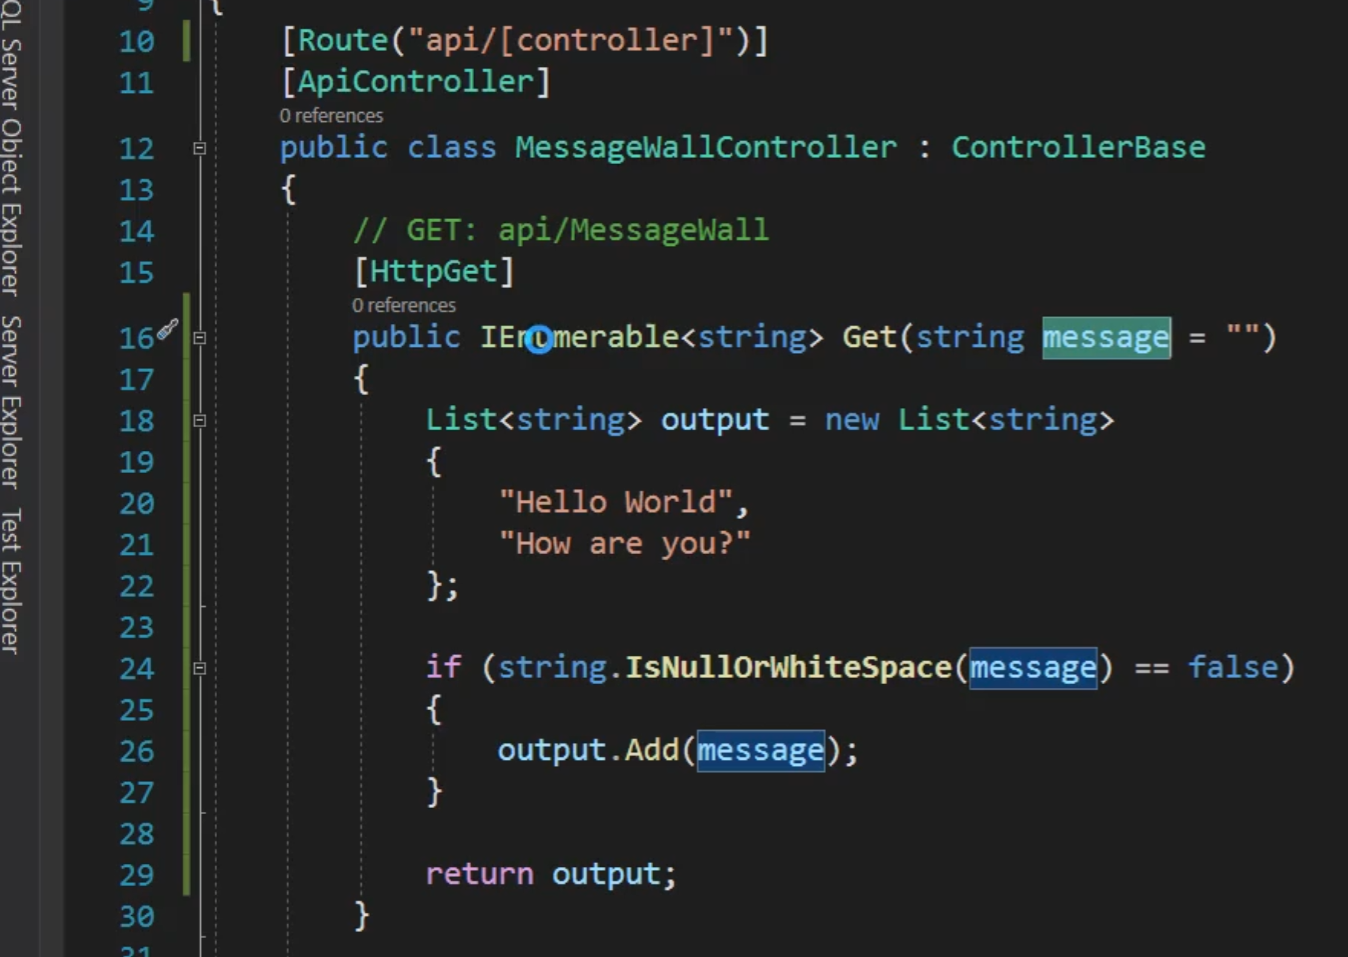 QL Server Object Explorer
Server Explorer
Test Explorer
9 {
10 [Route("api/[controller]")]
11 [ApiController]
0 references
12 public class MessageWallController : ControllerBase
13 {
14 // GET: api/MessageWall
15 [HttpGet]
0 references
16 public IEnumerable<string> Get(string message = "")
17 {
18 List<string> output = new List<string>
19 {
20 "Hello World",
21 "How are you?"
22 };
23
24 if (string.IsNullOrWhiteSpace(message) == false)
25 {
26 output.Add(message);
27 }
28
29 return output;
30 }
31